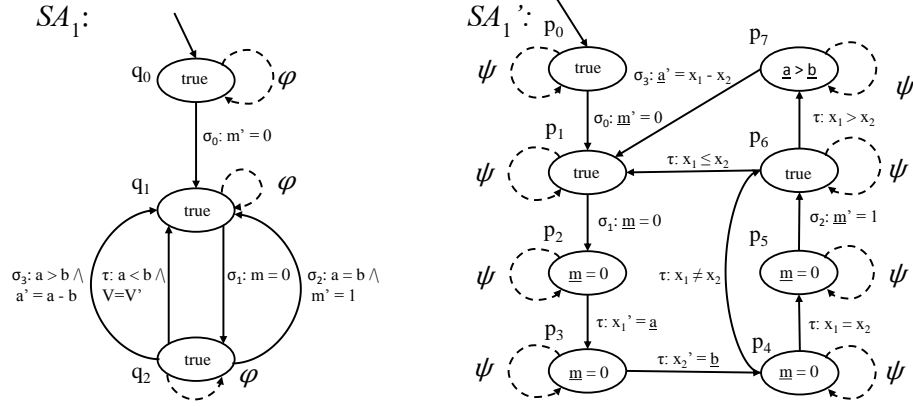 SA₁:
q₀
true
φ
σ₀: m' = 0
q₁
true
φ
σ₃: a > b /\
a' = a - b
τ: a < b /\
V=V'
σ₁: m = 0
σ₂: a = b /\
m' = 1
q₂
true
φ
SA₁':
p₀
true
ψ
σ₀: m̲' = 0
σ₃: a̲' = x₁ - x₂
p₇
a̲ > b̲
ψ
τ: x₁ > x₂
p₁
true
ψ
τ: x₁ ≤ x₂
p₆
true
ψ
σ₁: m̲ = 0
τ: x₁ ≠ x₂
σ₂: m̲' = 1
p₂
m̲ = 0
ψ
p₅
m̲ = 0
ψ
τ: x₁' = a̲
τ: x₁ = x₂
p₃
m̲ = 0
ψ
τ: x₂' = b̲
p₄
m̲ = 0
ψ